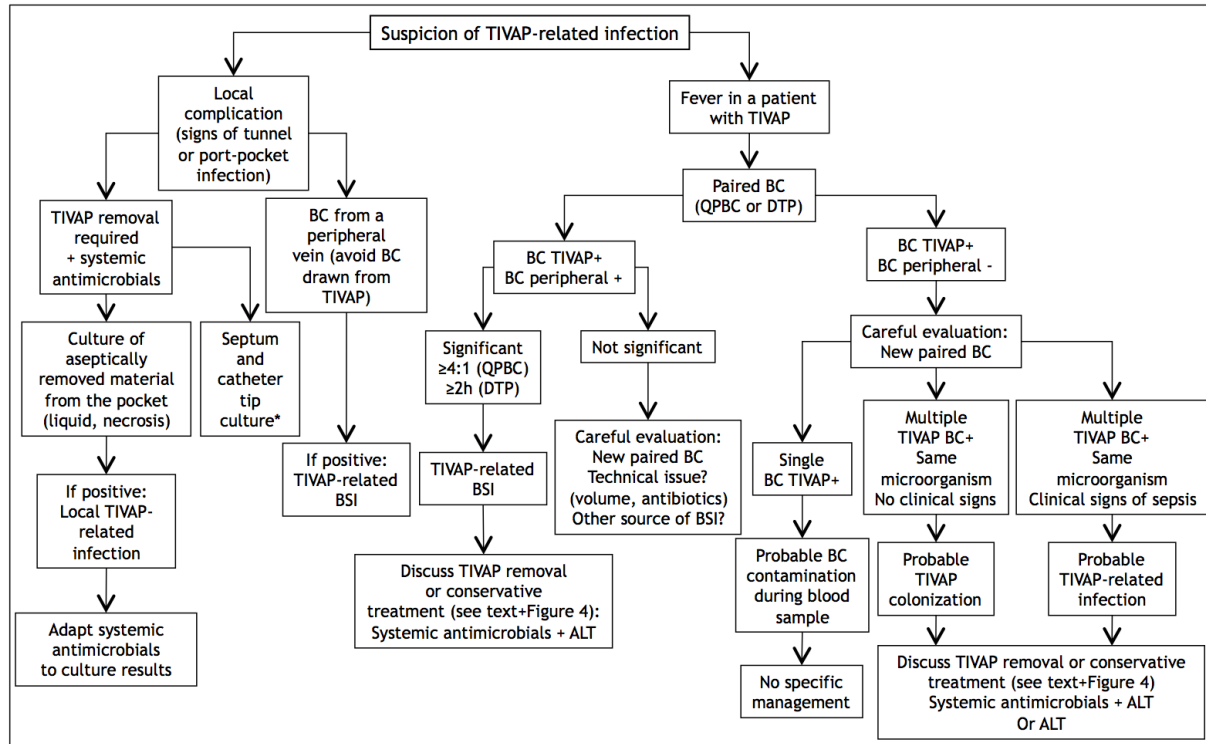 Suspicion of TIVAP-related infection
Local
complication
(signs of tunnel
or port-pocket
infection)
Fever in a patient
with TIVAP
TIVAP removal
required
+ systemic
antimicrobials
BC from a
peripheral
vein (avoid BC
drawn from
TIVAP)
Paired BC
(QPBC or DTP)
BC TIVAP+
BC peripheral +
BC TIVAP+
BC peripheral -
Culture of
aseptically
removed material
from the pocket
(liquid, necrosis)
Septum
and
catheter
tip
culture*
Significant
≥4:1 (QPBC)
≥2h (DTP)
Not significant
Careful evaluation:
New paired BC
If positive:
Local TIVAP-
related
infection
If positive:
TIVAP-related
BSI
TIVAP-related
BSI
Careful evaluation:
New paired BC
Technical issue?
(volume, antibiotics)
Other source of BSI?
Single
BC TIVAP+
Multiple
TIVAP BC+
Same
microorganism
No clinical signs
Multiple
TIVAP BC+
Same
microorganism
Clinical signs of sepsis
Adapt systemic
antimicrobials
to culture results
Discuss TIVAP removal
or conservative
treatment (see text+Figure 4):
Systemic antimicrobials + ALT
Probable BC
contamination
during blood
sample
Probable
TIVAP
colonization
Probable
TIVAP-related
infection
No specific
management
Discuss TIVAP removal or conservative
treatment (see text+Figure 4)
Systemic antimicrobials + ALT
Or ALT